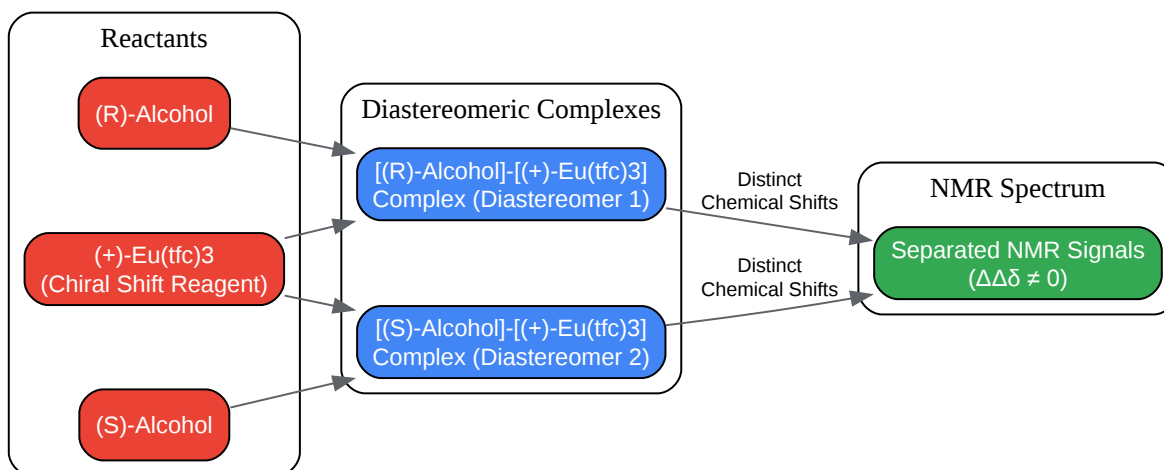 Reactants
(R)-Alcohol
(+)-Eu(tfc)3
(Chiral Shift Reagent)
(S)-Alcohol
Diastereomeric Complexes
[(R)-Alcohol]-[(+)-Eu(tfc)3]
Complex (Diastereomer 1)
[(S)-Alcohol]-[(+)-Eu(tfc)3]
Complex (Diastereomer 2)
Distinct
Chemical Shifts
Distinct
Chemical Shifts
NMR Spectrum
Separated NMR Signals
(ΔΔδ ≠ 0)